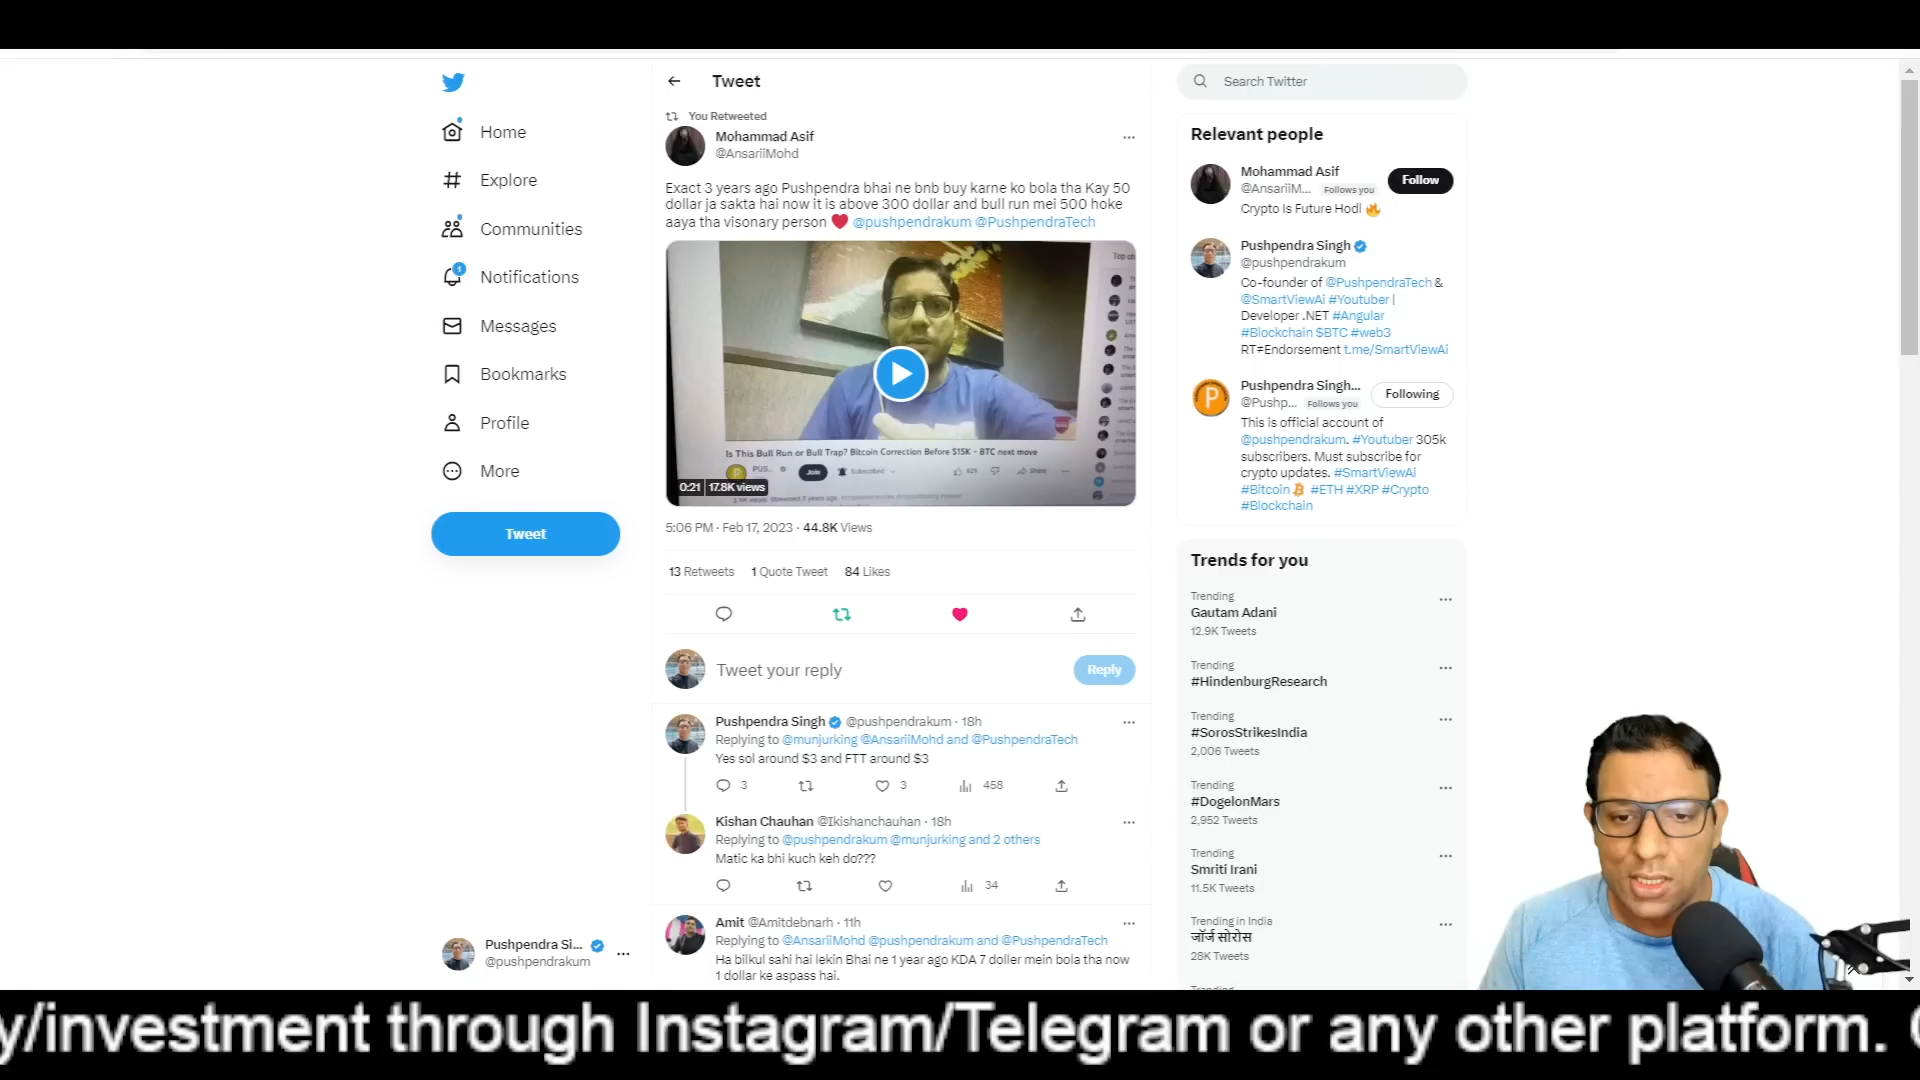 Tweet
Search Twitter
You Retweeted
Mohammad Asif
@AnsariiMohd
Exact 3 years ago Pushpendra bhai ne bnb buy karne ko bola tha Kay 50
dollar ja sakta hai now it is above 300 dollar and bull run mei 500 hoke
aaya tha visonary person ❤️ @pushpendrakum @PushpendraTech
Top ch
Is This Bull Run or Bull Trap? Bitcoin Correction Before $15K - BTC next move
PUS...
Join
Subscribed
629
Share
0:21 17.8K views
5:06 PM · Feb 17, 2023 · 44.8K Views
13 Retweets 1 Quote Tweet 84 Likes
Tweet your reply
Reply
Pushpendra Singh @pushpendrakum · 18h
Replying to @munjurking @AnsariiMohd and @PushpendraTech
Yes sol around $3 and FTT around $3
3 3 458
Kishan Chauhan @Ikishanchauhan · 18h
Replying to @pushpendrakum @munjurking and 2 others
Matic ka bhi kuch keh do???
34
Amit @Amitdebnarh · 11h
Replying to @AnsariiMohd @pushpendrakum and @PushpendraTech
Ha bilkul sahi hai lekin Bhai ne 1 year ago KDA 7 doller mein bola tha now
1 dollar ke aspass hai.
Home
Explore
Communities
1
Notifications
Messages
Bookmarks
Profile
More
Tweet
Pushpendra Si...
@pushpendrakum
Relevant people
Mohammad Asif
@AnsariiM... Follows you
Follow
Crypto Is Future Hodl 🔥
Pushpendra Singh
@pushpendrakum
Co-founder of @PushpendraTech &
@SmartViewAi #Youtuber |
Developer .NET #Angular
#Blockchain $BTC #web3
RT≠Endorsement t.me/SmartViewAi
P
Pushpendra Singh...
@Pushp... Follows you
Following
This is official account of
@pushpendrakum. #Youtuber 305k
subscribers. Must subscribe for
crypto updates. #SmartViewAi
#Bitcoin #ETH #XRP #Crypto
#Blockchain
Trends for you
Trending
Gautam Adani
12.9K Tweets
Trending
#HindenburgResearch
Trending
#SorosStrikesIndia
2,006 Tweets
Trending
#DogelonMars
2,952 Tweets
Trending
Smriti Irani
11.5K Tweets
Trending in India
जॉर्ज सोरोस
28K Tweets
y/investment through Instagram/Telegram or any other platform.